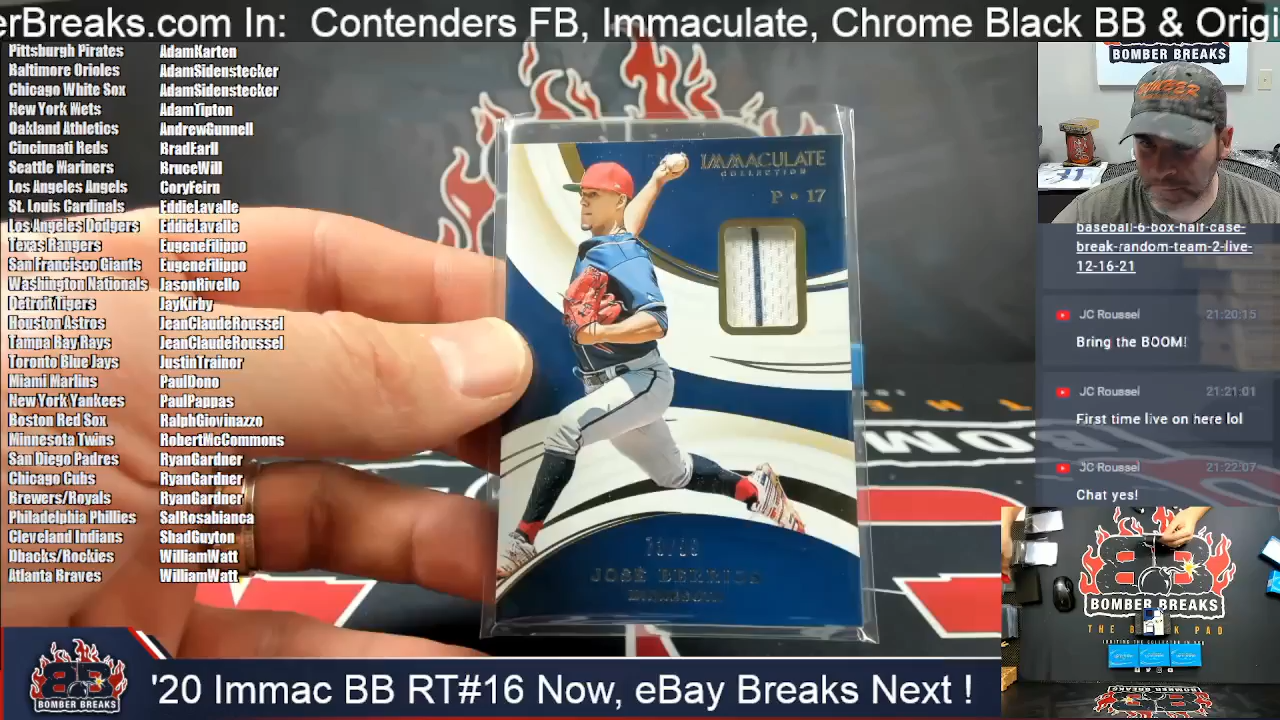 erBreaks.com In: Contenders FB, Immaculate, Chrome Black BB & Origi
Pittsburgh Pirates AdamKarten
Baltimore Orioles AdamSidenstecker
Chicago White Sox AdamSidenstecker
New York Mets AdamTipton
Oakland Athletics AndrewGunnell
Cincinnati Reds BradEarll
Seattle Mariners BruceWill
Los Angeles Angels CoryFeirn
St. Louis Cardinals EddieLavalle
Los Angeles Dodgers EddieLavalle
Texas Rangers EugeneFilippo
San Francisco Giants EugeneFilippo
Washington Nationals JasonRivello
Detroit Tigers JayKirby
Houston Astros JeanClaudeRoussel
Tampa Bay Rays JeanClaudeRoussel
Toronto Blue Jays JustinTrainor
Miami Marlins PaulDono
New York Yankees PaulPappas
Boston Red Sox RalphGiovinazzo
Minnesota Twins RobertMcCommons
San Diego Padres RyanGardner
Chicago Cubs RyanGardner
Brewers/Royals RyanGardner
Philadelphia Phillies SalRosabianca
Cleveland Indians ShadGuyton
Dbacks/Rockies WilliamWatt
Atlanta Braves WilliamWatt
IMMACULATE
COLLECTION
P • 17
JOSÉ BERRÍOS
MINNESOTA
BOMBER BREAKS
BOMBER
baseball-6-box-half-case-
break-random-team-2-live-
12-16-21
JC Roussel 21:20:15
Bring the BOOM!
JC Roussel 21:21:01
First time live on here lol
JC Roussel 21:22:07
Chat yes!
BOMBER BREAKS
BOMBER BREAKS
BOMBER BREAKS
'20 Immac BB RT#16 Now, eBay Breaks Next !